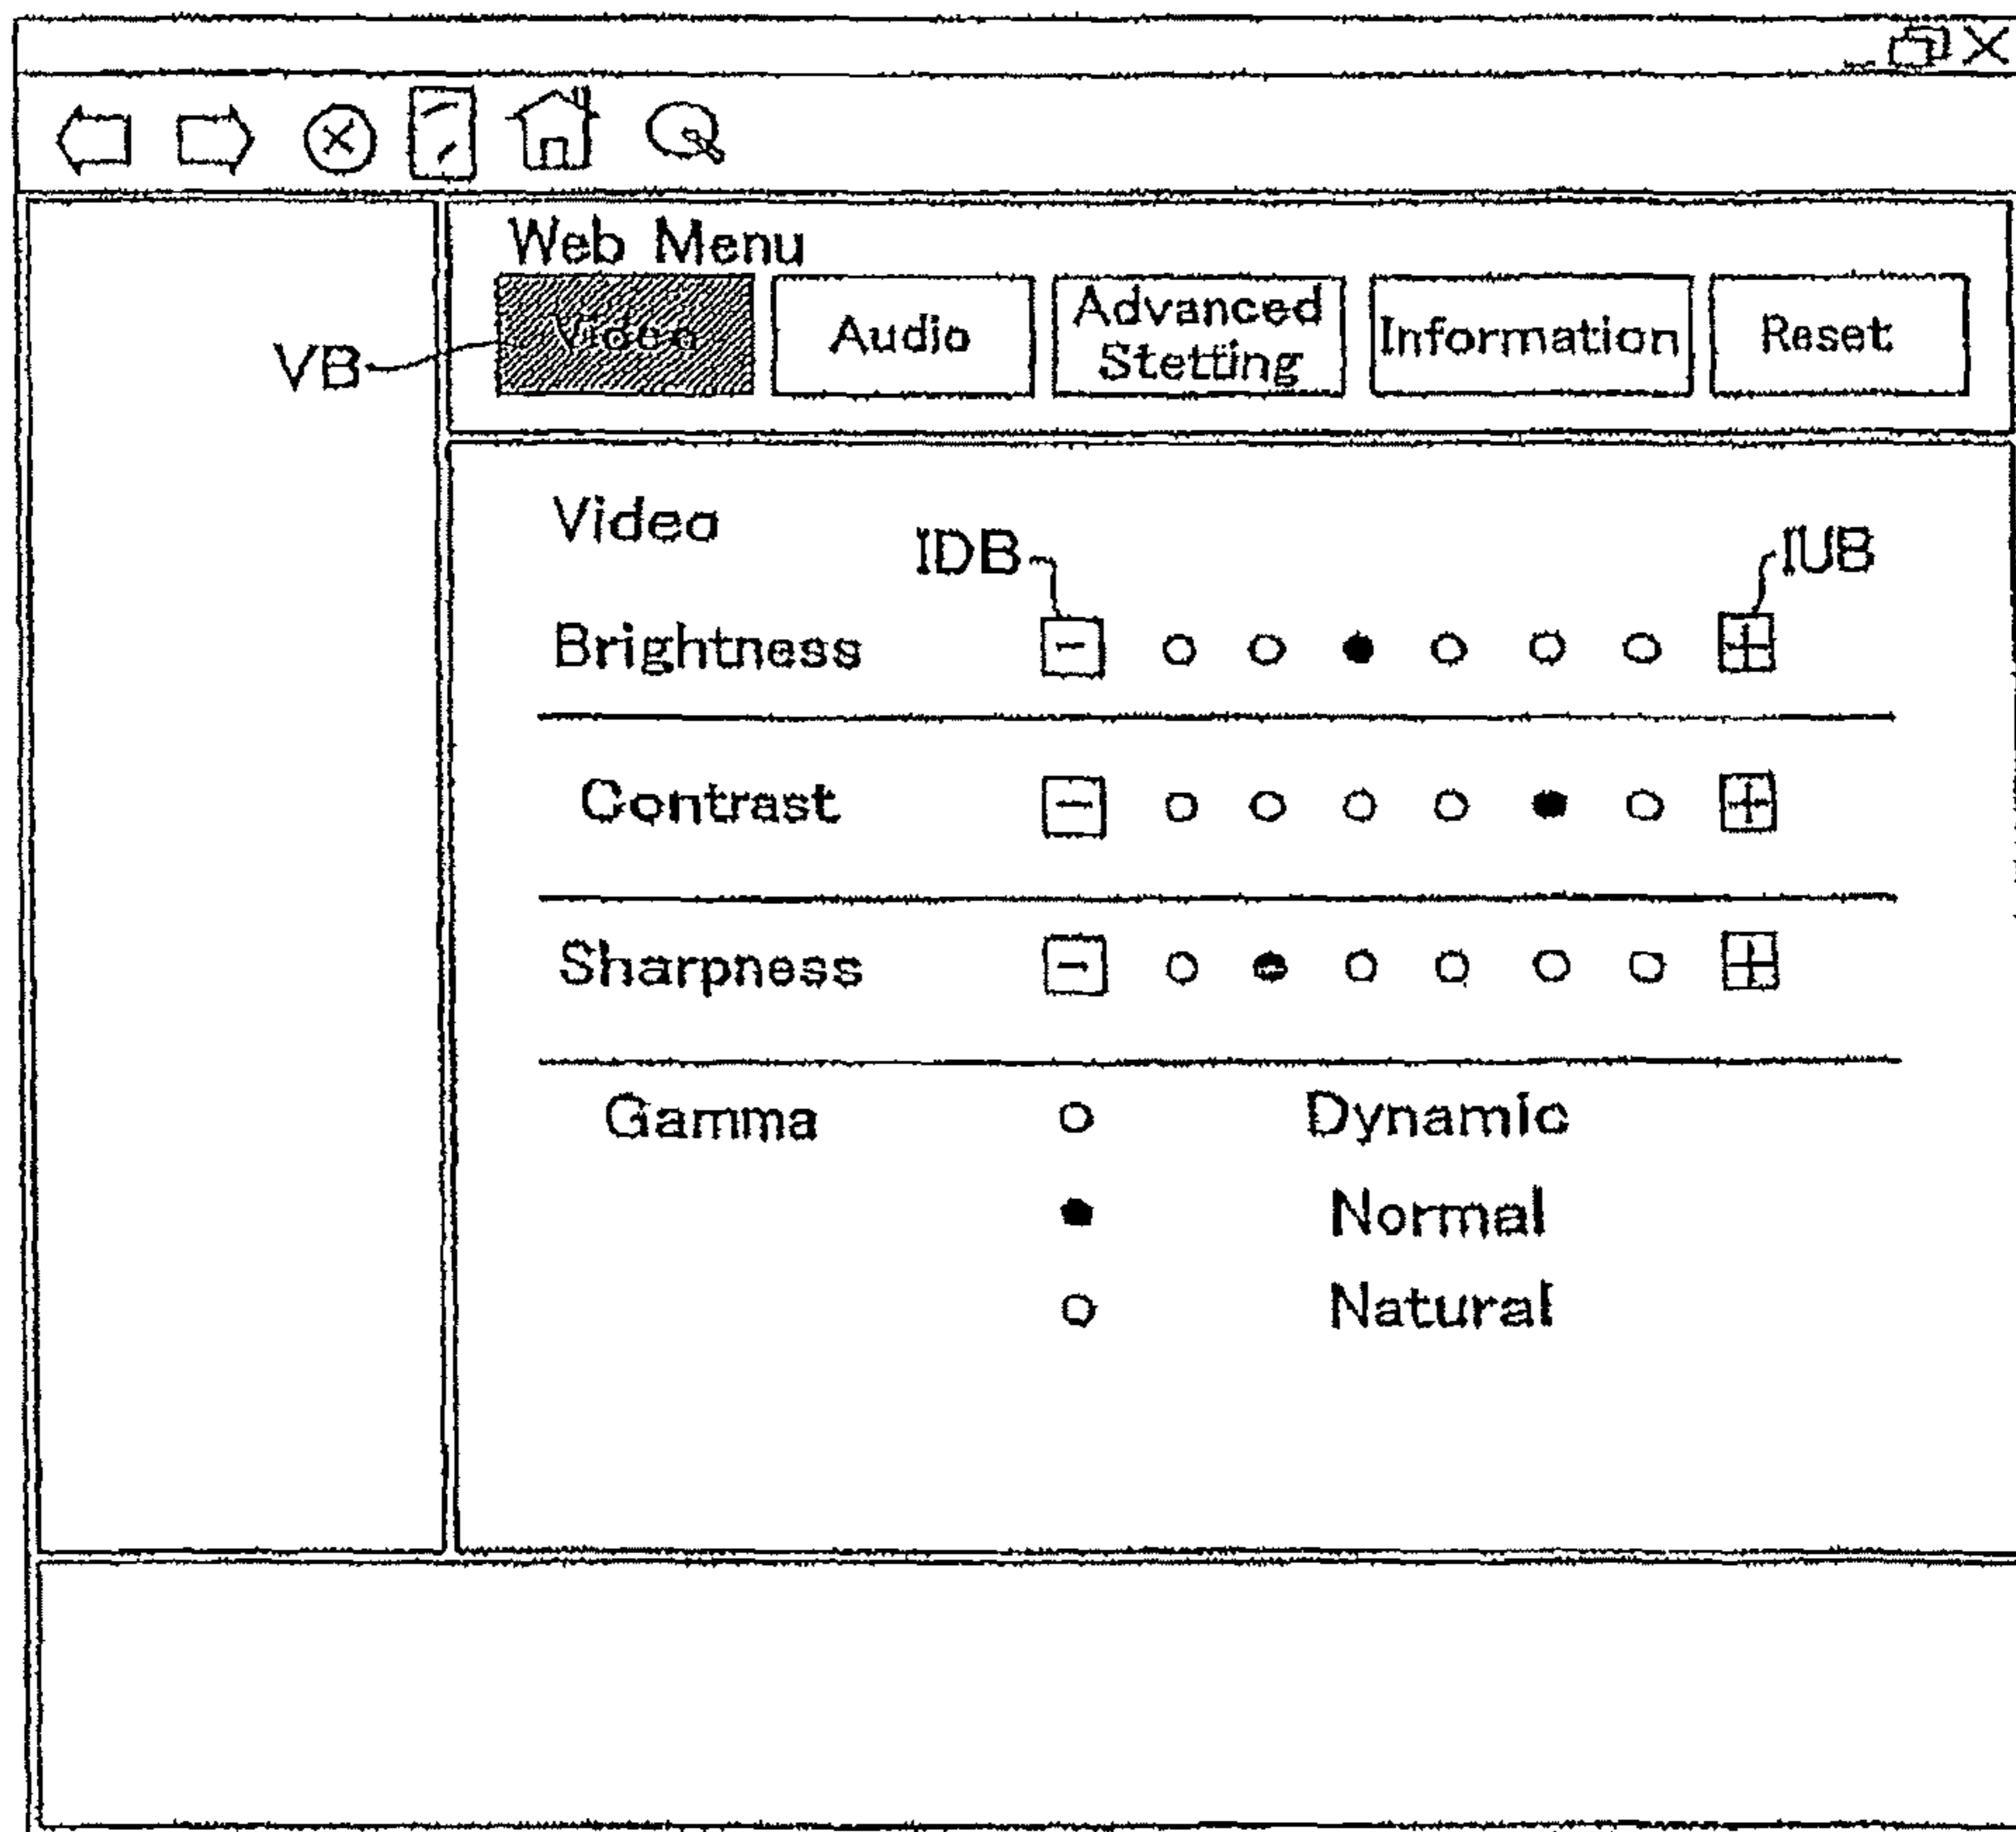 Web Menu
VB
Video
Audio
Advanced
Stetting
Information
Reset
Video
IDB
IUB
Brightness - +
Contrast - +
Sharpness - +
Gamma
Dynamic
Normal
Natural